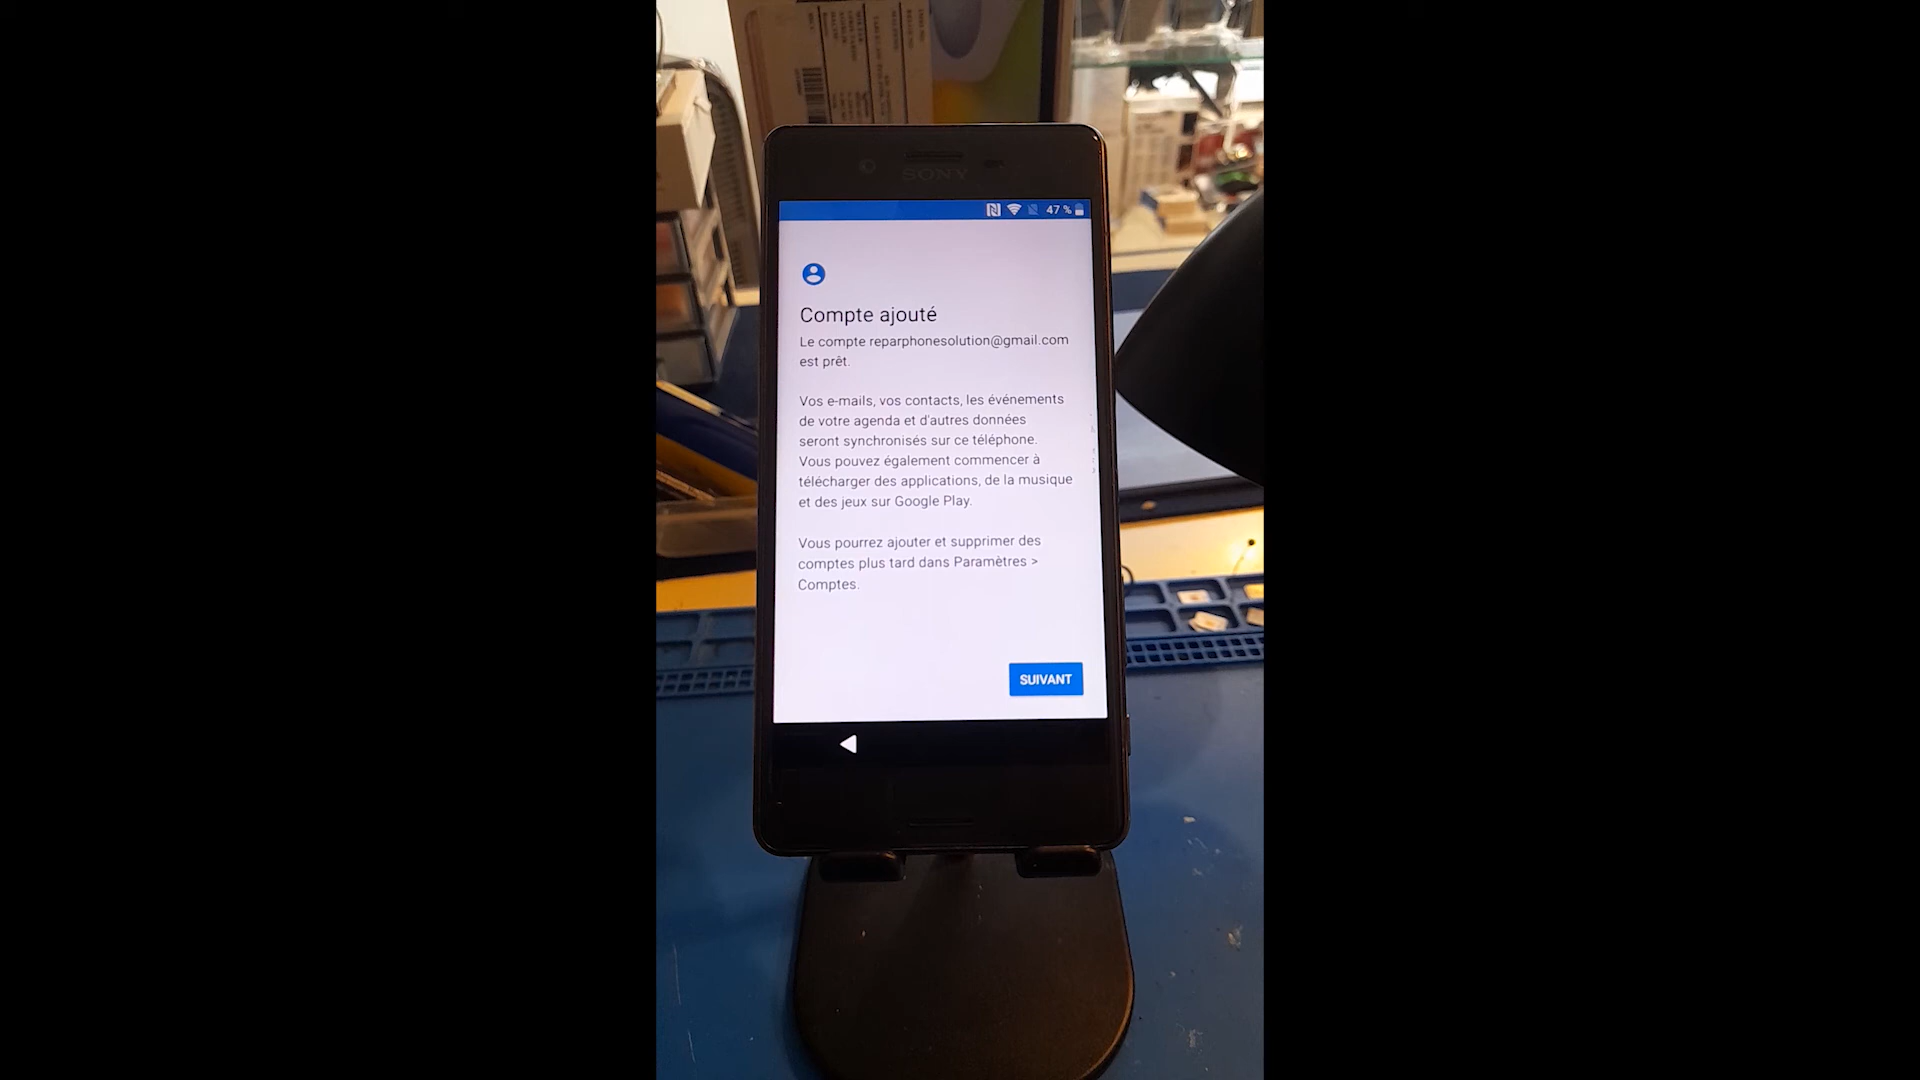 SONY
47 %
Compte ajouté
Le compte reparphonesolution@gmail.com
est prêt.
Vos e-mails, vos contacts, les événements
de votre agenda et d'autres données
seront synchronisés sur ce téléphone.
Vous pouvez également commencer à
télécharger des applications, de la musique
et des jeux sur Google Play.
Vous pourrez ajouter et supprimer des
comptes plus tard dans Paramètres >
Comptes.
SUIVANT